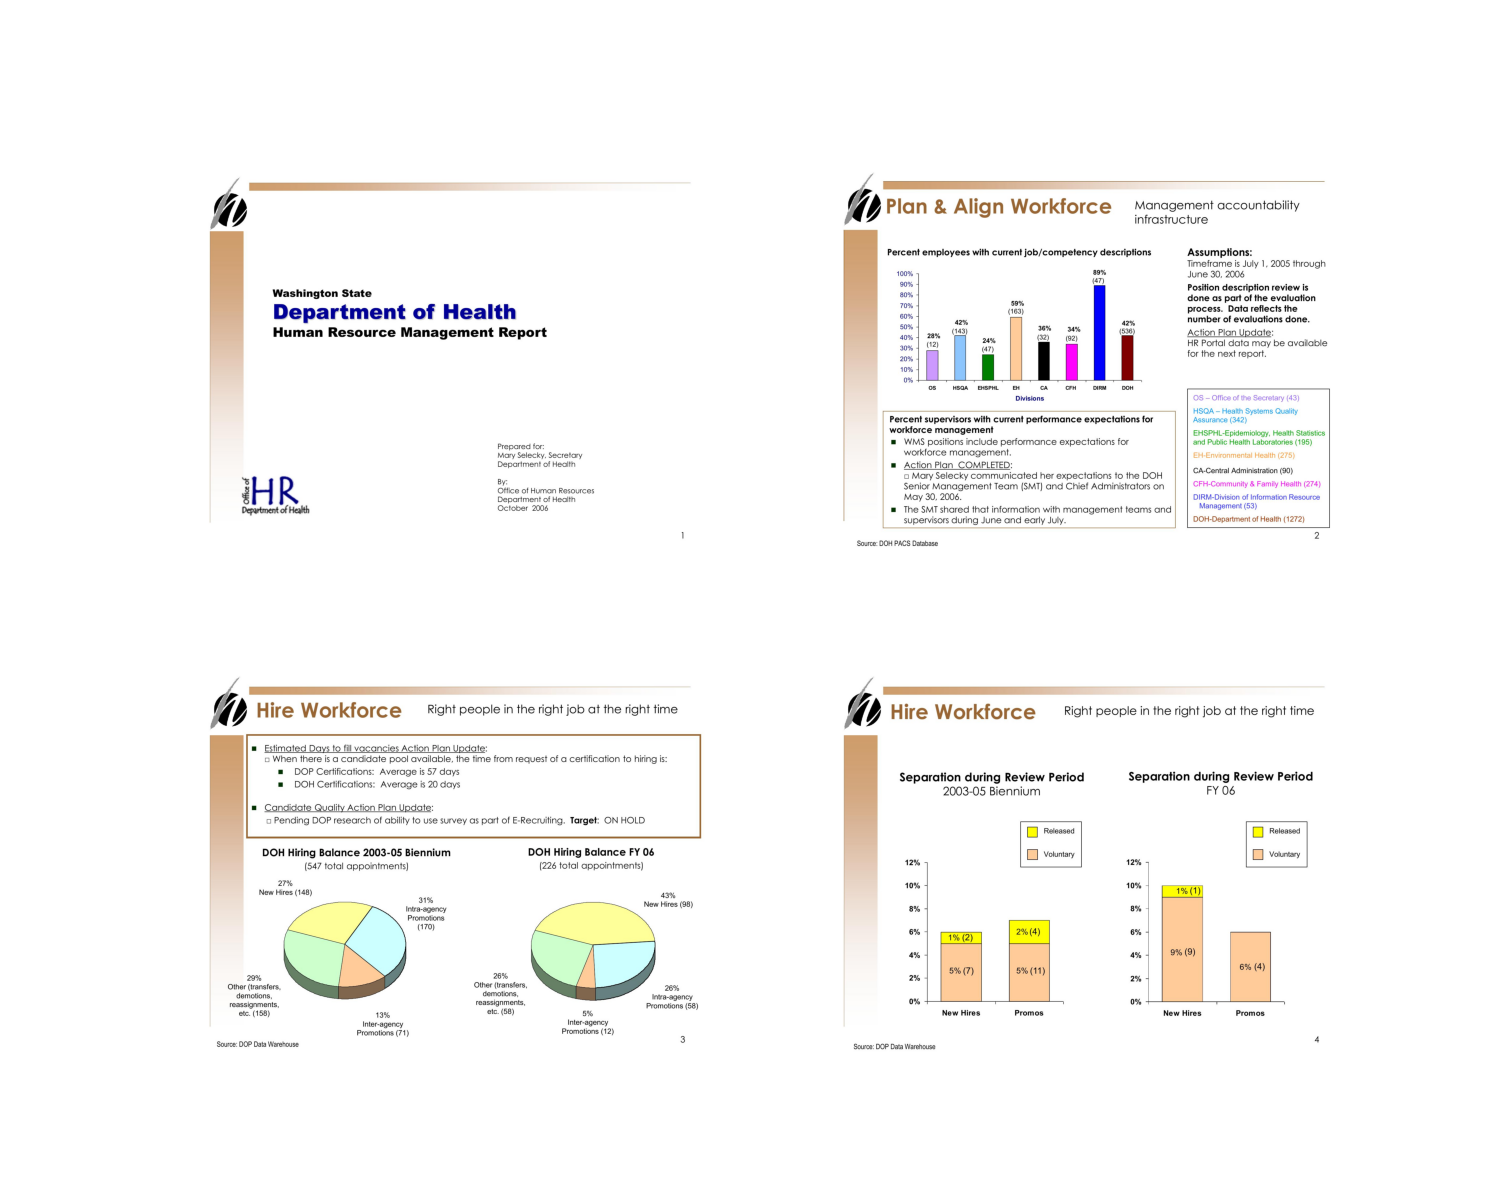 Washington State
Department of Health
Human Resource Management Report
Prepared for:
Mary Selecky, Secretary
Department of Health
By:
Office of Human Resources
Department of Health
October 2006
Office of
HR
Department of Health
1
Plan & Align Workforce
Management accountability
infrastructure
Percent employees with current job/competency descriptions
100%
90%
80%
70%
60%
50%
40%
30%
20%
10%
0%
28%
(12)
42%
(143)
24%
(47)
59%
(163)
36%
(32)
34%
(92)
89%
(47)
42%
(536)
OS HSQA EHSPHL EH CA CFH DIRM DOH
Divisions
Assumptions:
Timeframe is July 1, 2005 through
June 30, 2006
Position description review is
done as part of the evaluation
process. Data reflects the
number of evaluations done.
Action Plan Update:
HR Portal data may be available
for the next report.
Percent supervisors with current performance expectations for
workforce management
WMS positions include performance expectations for
workforce management.
Action Plan COMPLETED:
Mary Selecky communicated her expectations to the DOH
Senior Management Team (SMT) and Chief Administrators on
May 30, 2006.
The SMT shared that information with management teams and
supervisors during June and early July.
OS – Office of the Secretary (43)
HSQA – Health Systems Quality
Assurance (342)
EHSPHL-Epidemiology, Health Statistics
and Public Health Laboratories (195)
EH-Environmental Health (275)
CA-Central Administration (90)
CFH-Community & Family Health (274)
DIRM-Division of Information Resource
Management (53)
DOH-Department of Health (1272)
Source: DOH PACS Database
2
Hire Workforce
Right people in the right job at the right time
Estimated Days to fill vacancies Action Plan Update:
When there is a candidate pool available, the time from request of a certification to hiring is:
DOP Certifications: Average is 57 days
DOH Certifications: Average is 20 days
Candidate Quality Action Plan Update:
Pending DOP research of ability to use survey as part of E-Recruiting. Target: ON HOLD
DOH Hiring Balance 2003-05 Biennium
(547 total appointments)
27%
New Hires (148)
31%
Intra-agency
Promotions
(170)
29%
Other (transfers,
demotions,
reassignments,
etc. (158)
13%
Inter-agency
Promotions (71)
DOH Hiring Balance FY 06
(226 total appointments)
43%
New Hires (98)
26%
Other (transfers,
demotions,
reassignments,
etc. (58)
26%
Intra-agency
Promotions (58)
5%
Inter-agency
Promotions (12)
Source: DOP Data Warehouse
3
Hire Workforce
Right people in the right job at the right time
Separation during Review Period
2003-05 Biennium
Released
Voluntary
12%
10%
8%
6%
4%
2%
0%
1% (2)
5% (7)
2% (4)
5% (11)
New Hires Promos
Separation during Review Period
FY 06
Released
Voluntary
12%
10%
8%
6%
4%
2%
0%
1% (1)
9% (9)
6% (4)
New Hires Promos
Source: DOP Data Warehouse
4